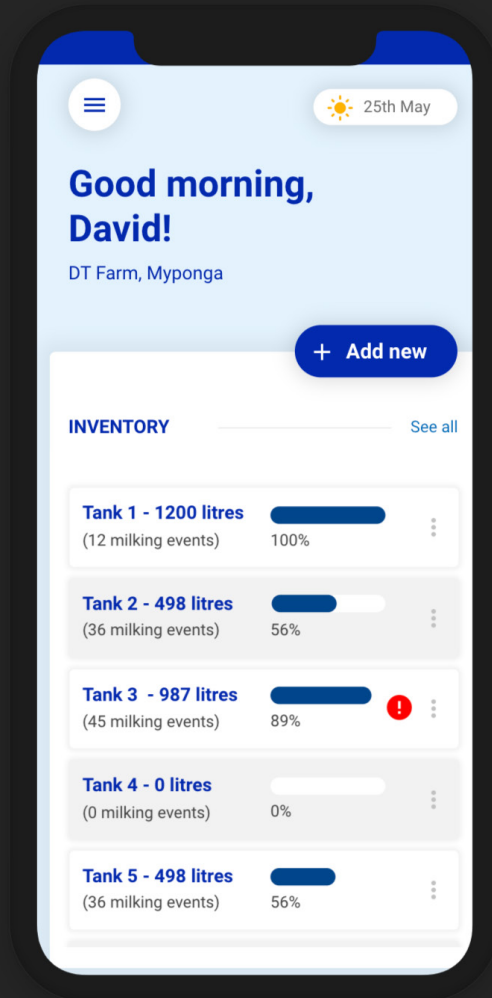 25th May
Good morning,
David!
DT Farm, Myponga
+ Add new
INVENTORY
See all
Tank 1 - 1200 litres
(12 milking events)
100%
Tank 2 - 498 litres
(36 milking events)
56%
Tank 3  - 987 litres
(45 milking events)
89%
!
Tank 4 - 0 litres
(0 milking events)
0%
Tank 5 - 498 litres
(36 milking events)
56%